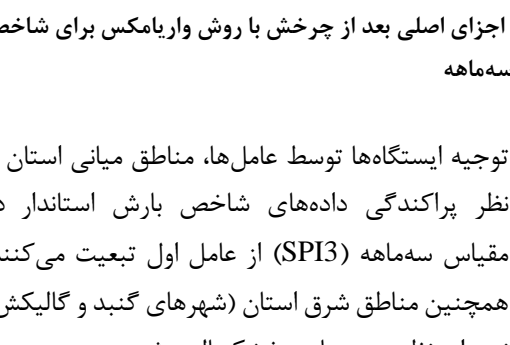 اجزای اصلی بعد از چرخش با روش واریامکس برای
سه‌ماهه
توجیه ایستگاه‌ها توسط عامل‌ها، مناطق میانی استان
نظر پراکندگی داده‌های شاخص بارش استاندارد
مقیاس سه‌ماهه (SPI3) از عامل اول تبعیت می‌کنند
همچنین مناطق شرق استان (شهرهای گنبد و گالیکش